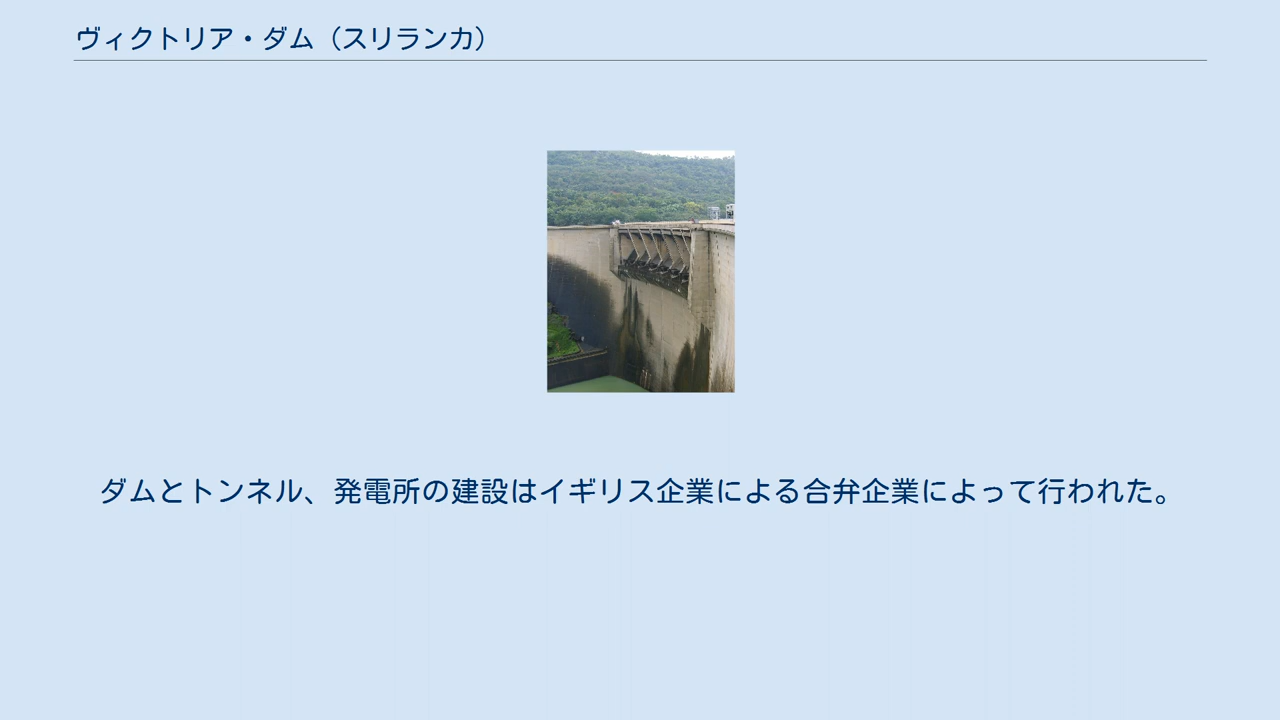 ヴィクトリア・ダム（スリランカ）
ダムとトンネル、発電所の建設はイギリス企業による合弁企業によって行われた。